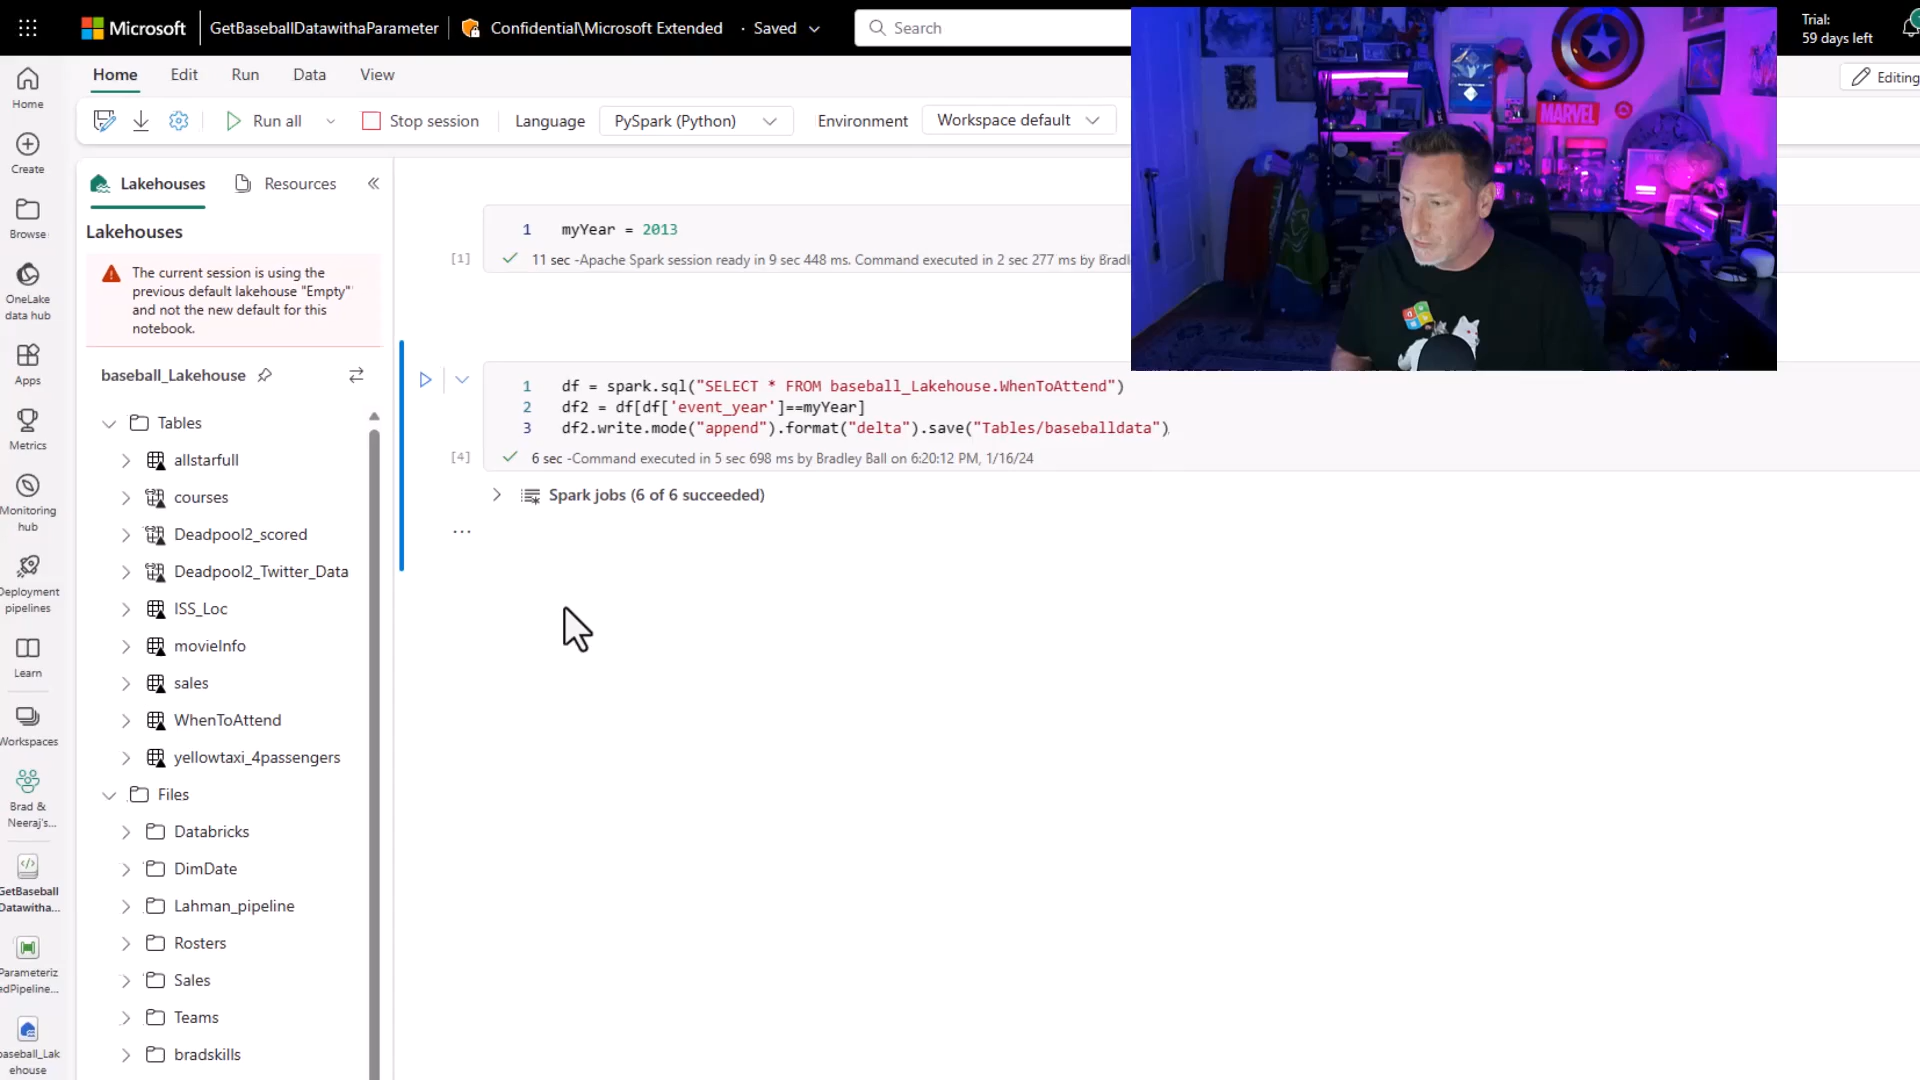 Microsoft
GetBaseballDatawithaParameter
Confidential\Microsoft Extended
· Saved
Search
Trial:
59 days left
Home
Edit
Run
Data
View
Editing
Run all
Stop session
Language
PySpark (Python)
Environment
Workspace default
Home
Create
Browse
OneLake
data hub
Apps
Metrics
Monitoring
hub
Deployment
pipelines
Learn
Workspaces
Brad &
Neeraj's...
GetBaseball
Datawitha...
Parameteriz
edPipeline...
baseball_Lak
ehouse
Lakehouses
Resources
Lakehouses
The current session is using the
previous default lakehouse "Empty"
and not the new default for this
notebook.
baseball_Lakehouse
Tables
allstarfull
courses
Deadpool2_scored
Deadpool2_Twitter_Data
ISS_Loc
movieInfo
sales
WhenToAttend
yellowtaxi_4passengers
Files
Databricks
DimDate
Lahman_pipeline
Rosters
Sales
Teams
bradskills
1 myYear = 2013
[1]
11 sec -Apache Spark session ready in 9 sec 448 ms. Command executed in 2 sec 277 ms by Bradl
1 df = spark.sql("SELECT * FROM baseball_Lakehouse.WhenToAttend")
2 df2 = df[df['event_year']==myYear]
3 df2.write.mode("append").format("delta").save("Tables/baseballdata")
[4]
6 sec -Command executed in 5 sec 698 ms by Bradley Ball on 6:20:12 PM, 1/16/24
Spark jobs (6 of 6 succeeded)
...
MARVEL